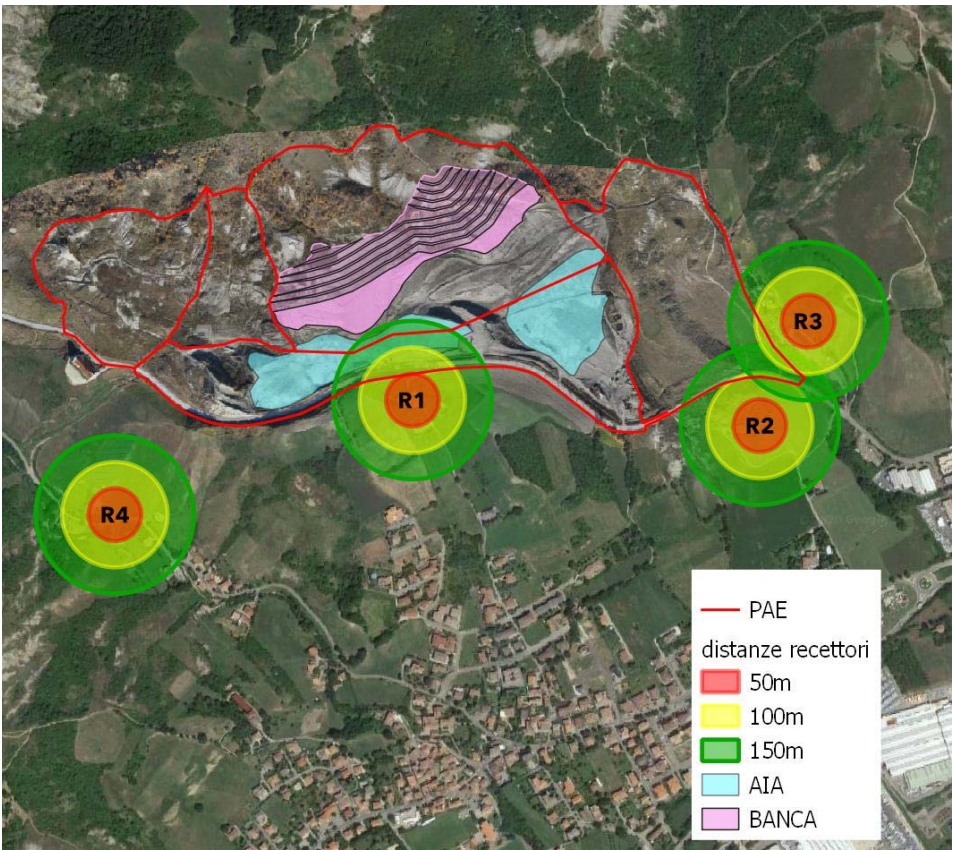 R3
R1
R2
R4
PAE
distanze recettori
50m
100m
150m
AIA
BANCA